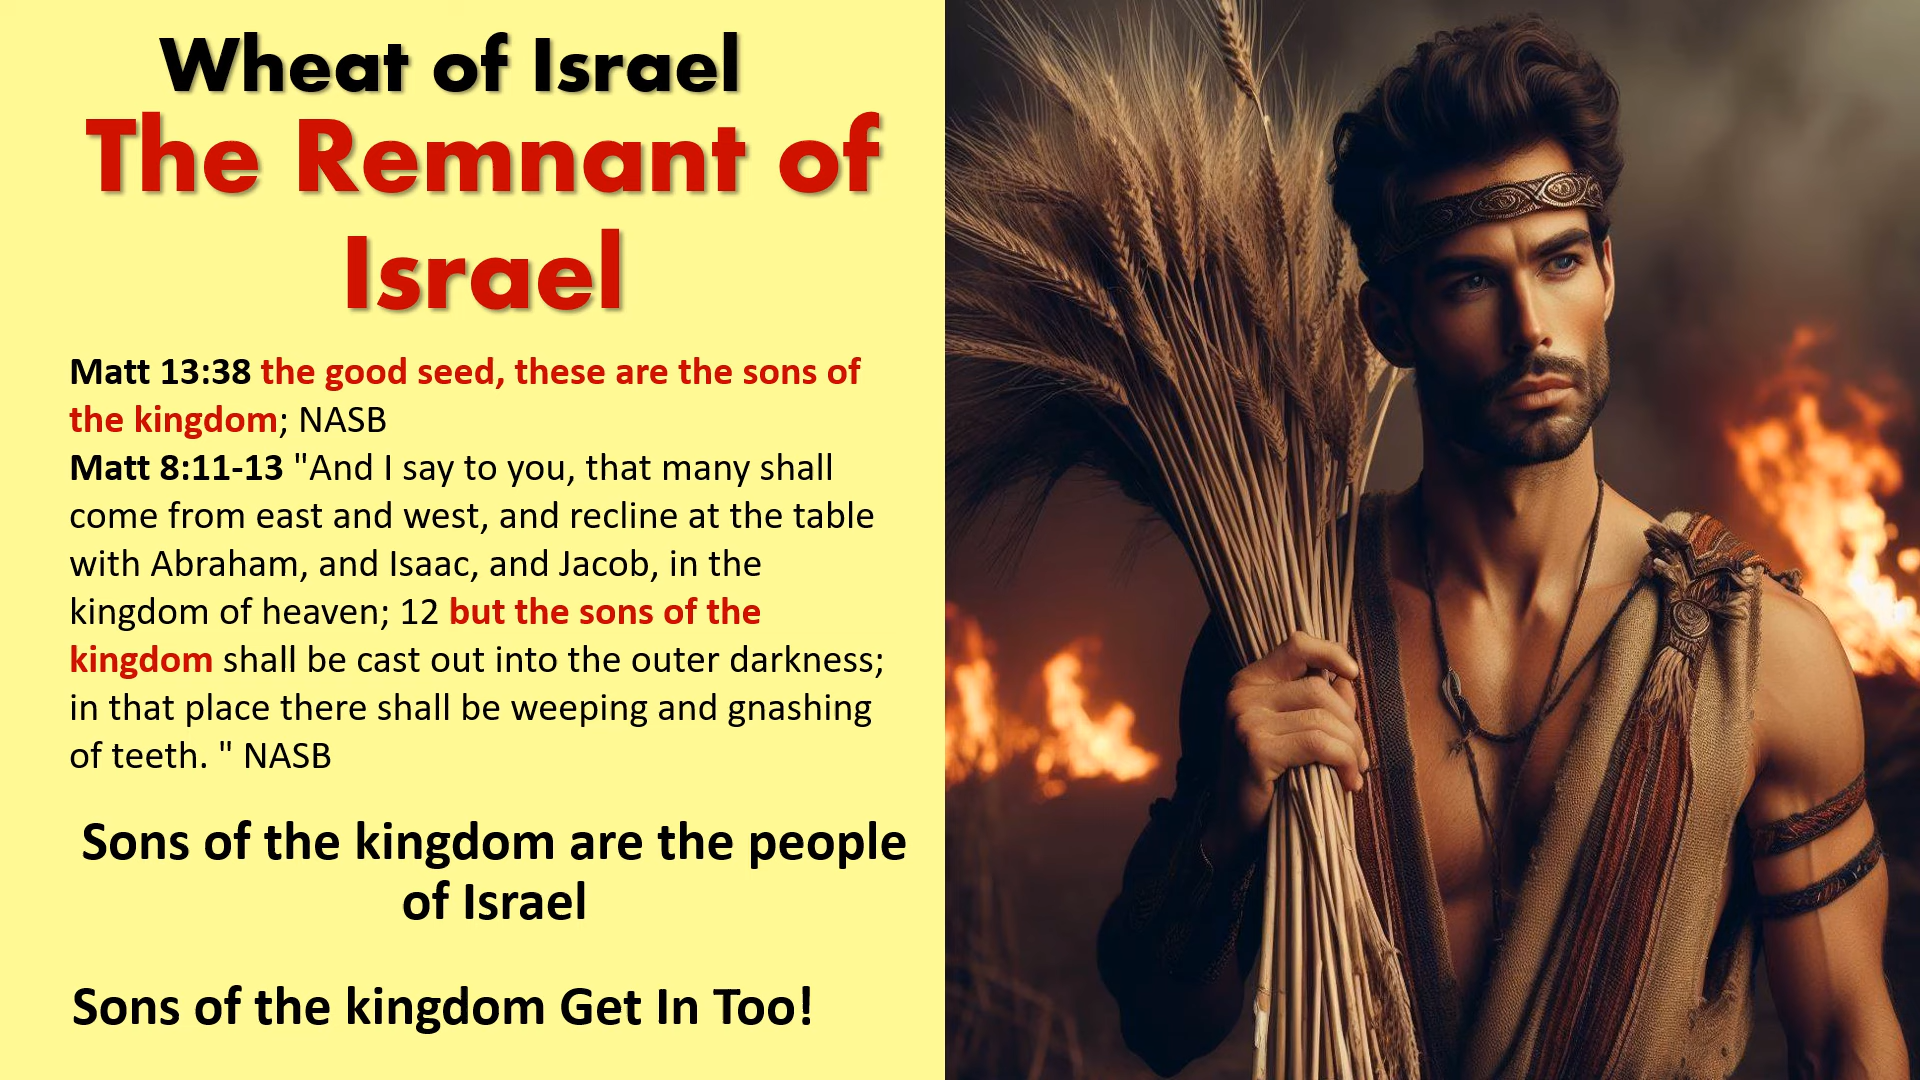 Wheat of Israel
The Remnant of
Israel
Matt 13:38 the good seed, these are the sons of
the kingdom; NASB
Matt 8:11-13 "And I say to you, that many shall
come from east and west, and recline at the table
with Abraham, and Isaac, and Jacob, in the
kingdom of heaven; 12 but the sons of the
kingdom shall be cast out into the outer darkness;
in that place there shall be weeping and gnashing
of teeth. " NASB
Sons of the kingdom are the people
of Israel
Sons of the kingdom Get In Too!